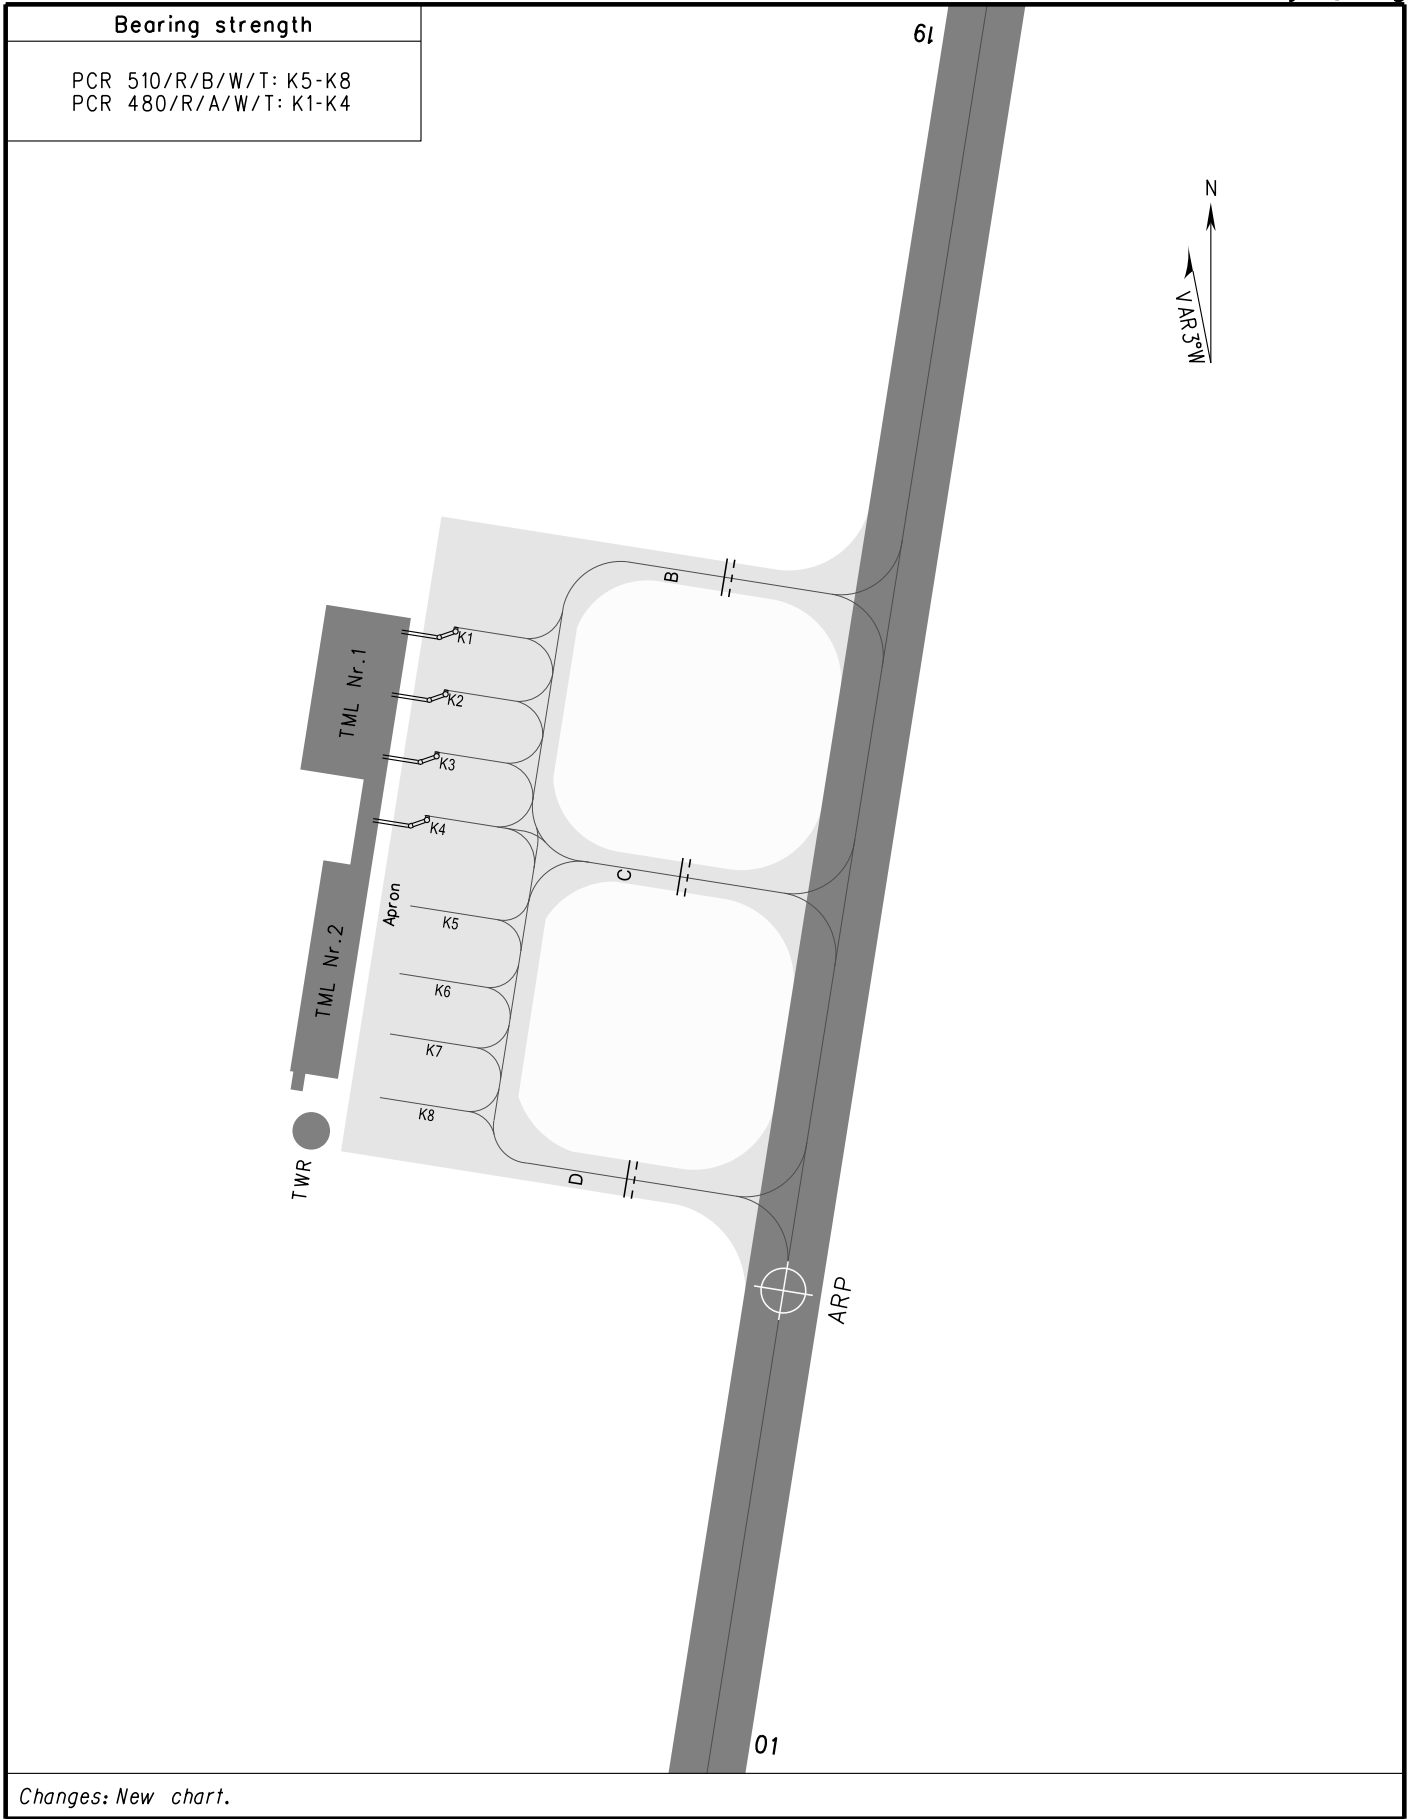 Bearing strength
PCR 510/R/B/W/T: K5-K8
PCR 480/R/A/W/T: K1-K4
19
N
VAR3°W
B
K1
TML Nr.1
K2
K3
K4
C
Apron
K5
TML Nr.2
K6
K7
K8
D
TWR
ARP
01
Changes: New chart.